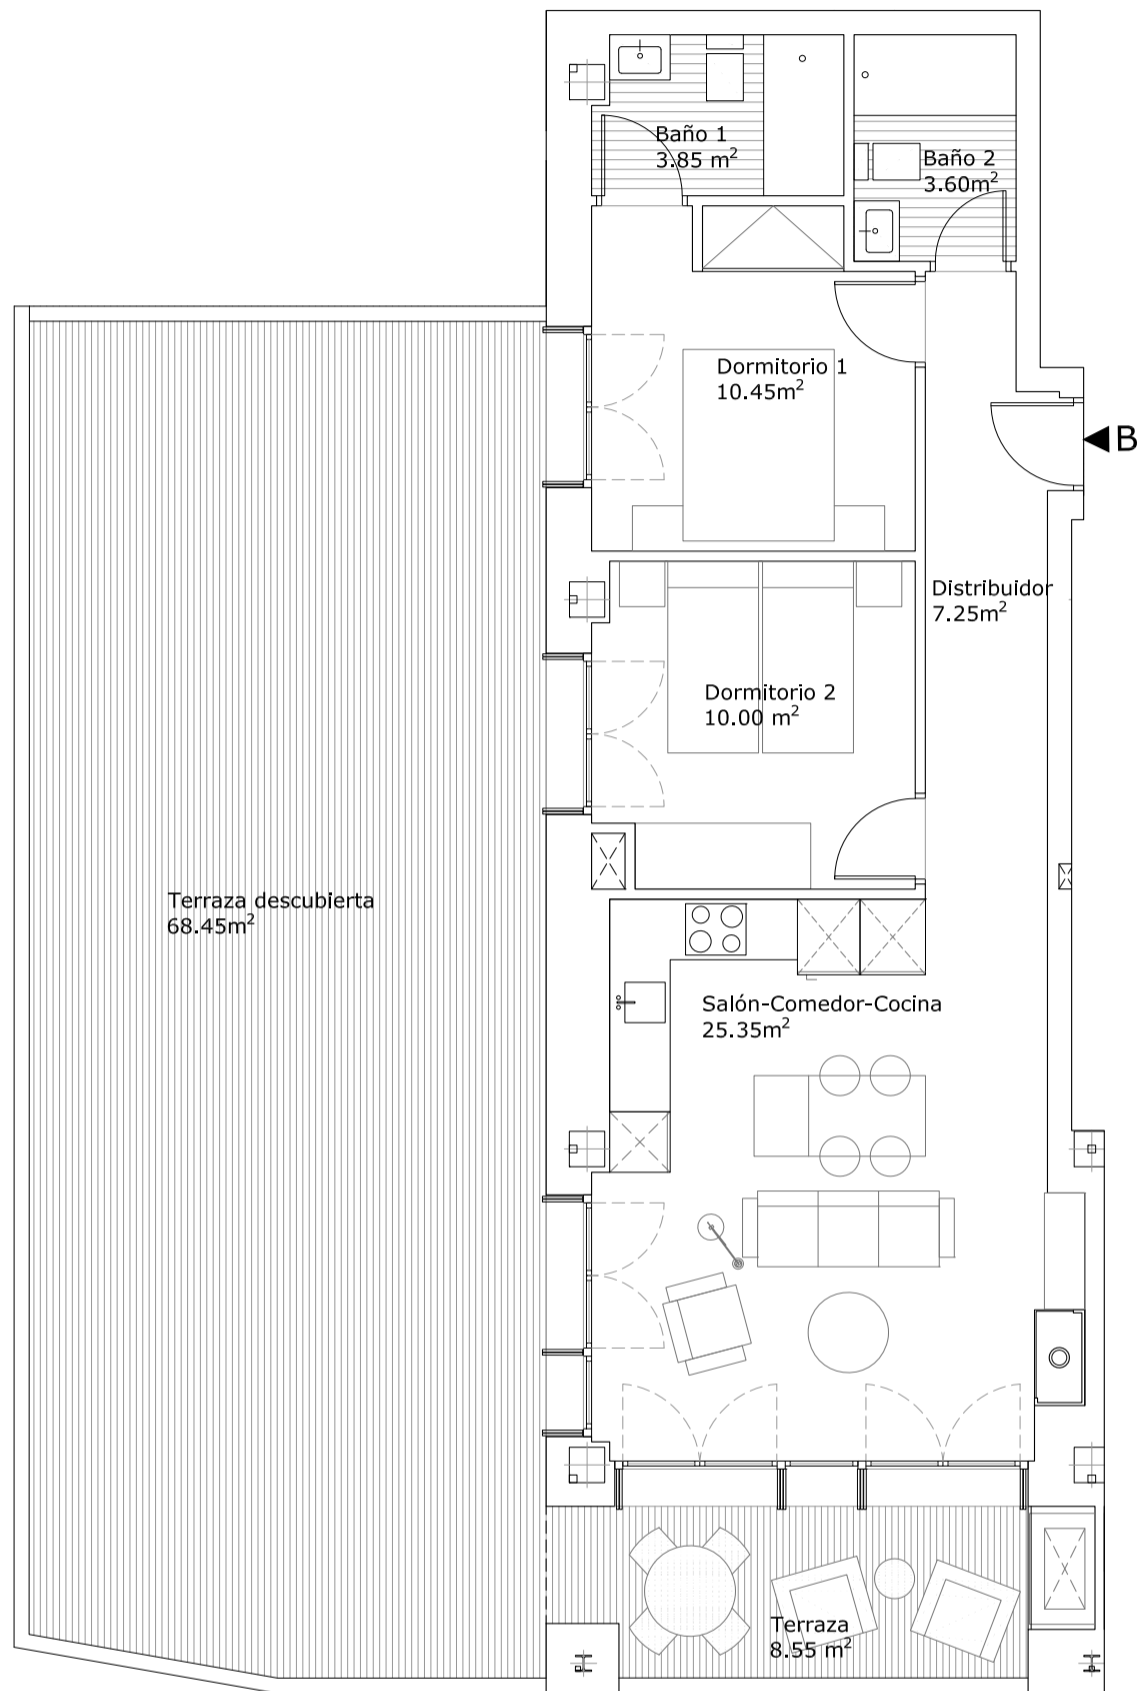 Baño 1
3.85 m²
Baño 2
3.60m²
Dormitorio 1
10.45m²
B
Distribuidor
7.25m²
Dormitorio 2
10.00 m²
Terraza descubierta
68.45m²
Salón-Comedor-Cocina
25.35m²
Terraza
8.55 m²